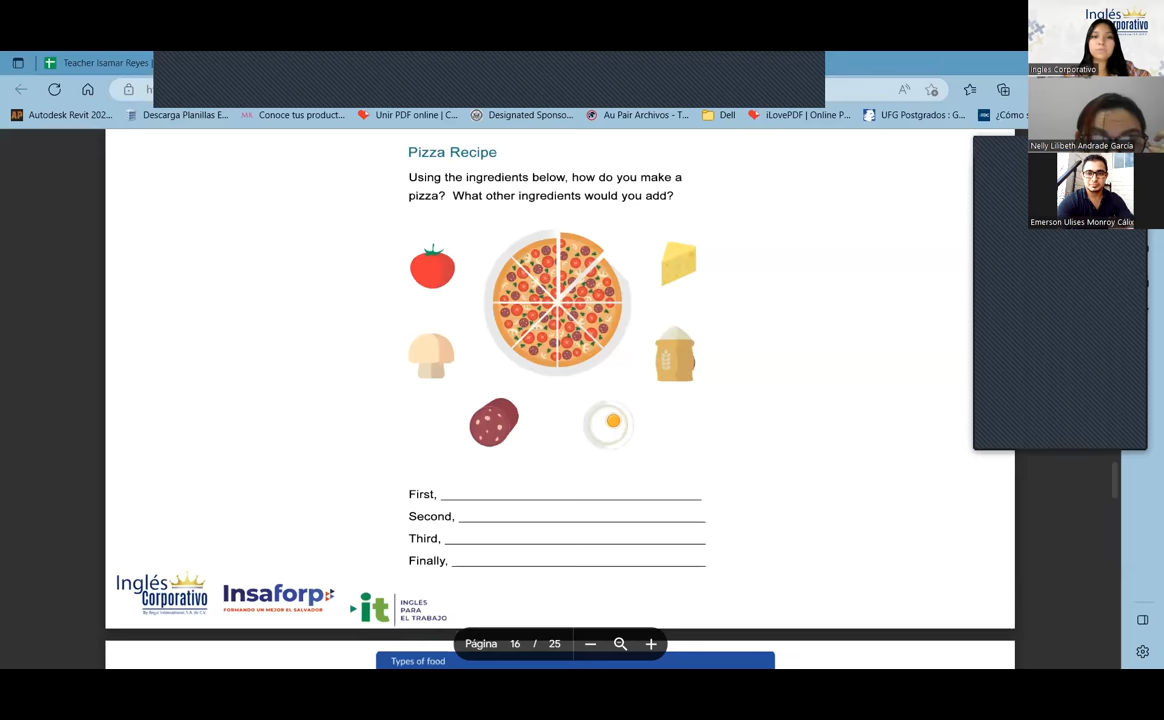 Teacher Isamar Reyes |
Autodesk Revit 202...
Descarga Planillas E...
Conoce tus product...
Unir PDF online | C...
Designated Sponso...
Au Pair Archivos - T...
Dell
iLovePDF | Online P...
UFG Postgrados : G...
¿Cómo s
Inglés
Corporativo
Ingles Corporativo
Nelly Lilibeth Andrade García
Emerson Ulises Monroy Cálix
Pizza Recipe
Using the ingredients below, how do you make a
pizza? What other ingredients would you add?
First,
Second,
Third,
Finally,
Inglés
Corporativo
Insaforp
FORMANDO UN MEJOR EL SALVADOR
it
INGLÉS
PARA
EL TRABAJO
Página 16 / 25
Types of food